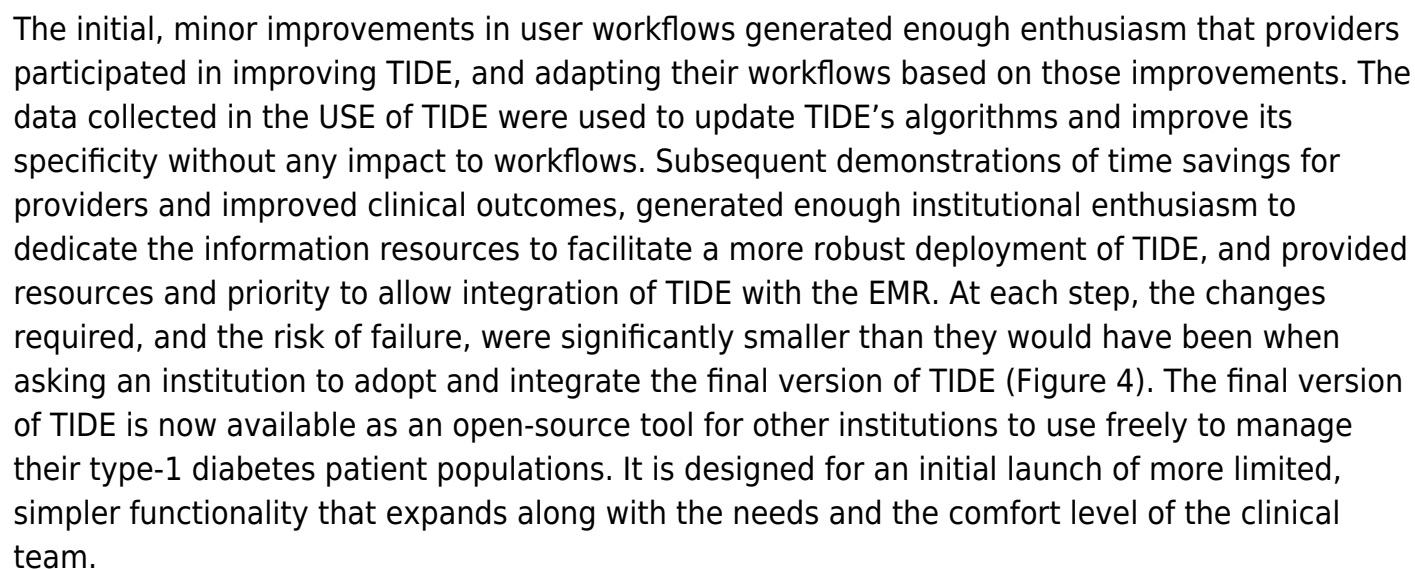 The initial, minor improvements in user workflows generated enough enthusiasm that providers
participated in improving TIDE, and adapting their workflows based on those improvements. The
data collected in the USE of TIDE were used to update TIDE’s algorithms and improve its
specificity without any impact to workflows. Subsequent demonstrations of time savings for
providers and improved clinical outcomes, generated enough institutional enthusiasm to
dedicate the information resources to facilitate a more robust deployment of TIDE, and provided
resources and priority to allow integration of TIDE with the EMR. At each step, the changes
required, and the risk of failure, were significantly smaller than they would have been when
asking an institution to adopt and integrate the final version of TIDE (Figure 4). The final version
of TIDE is now available as an open-source tool for other institutions to use freely to manage
their type-1 diabetes patient populations. It is designed for an initial launch of more limited,
simpler functionality that expands along with the needs and the comfort level of the clinical
team.